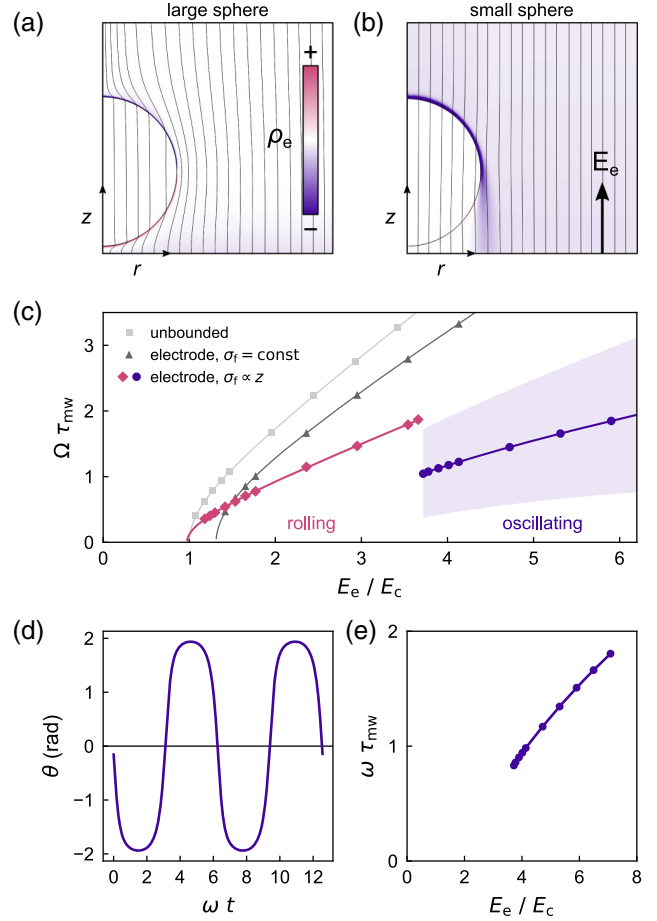 (a)
large sphere
+
ρe
−
z
r
(b)
small sphere
Ee
z
r
(c)
unbounded
electrode, σf = const
electrode, σf ∝ z
rolling
oscillating
3
2
1
0
Ω τmw
0
1
2
3
4
5
6
Ee / Ec
(d)
2
1
0
−1
−2
θ (rad)
0
2
4
6
8
10
12
ω t
(e)
2
1
0
ω τmw
0
2
4
6
8
Ee / Ec